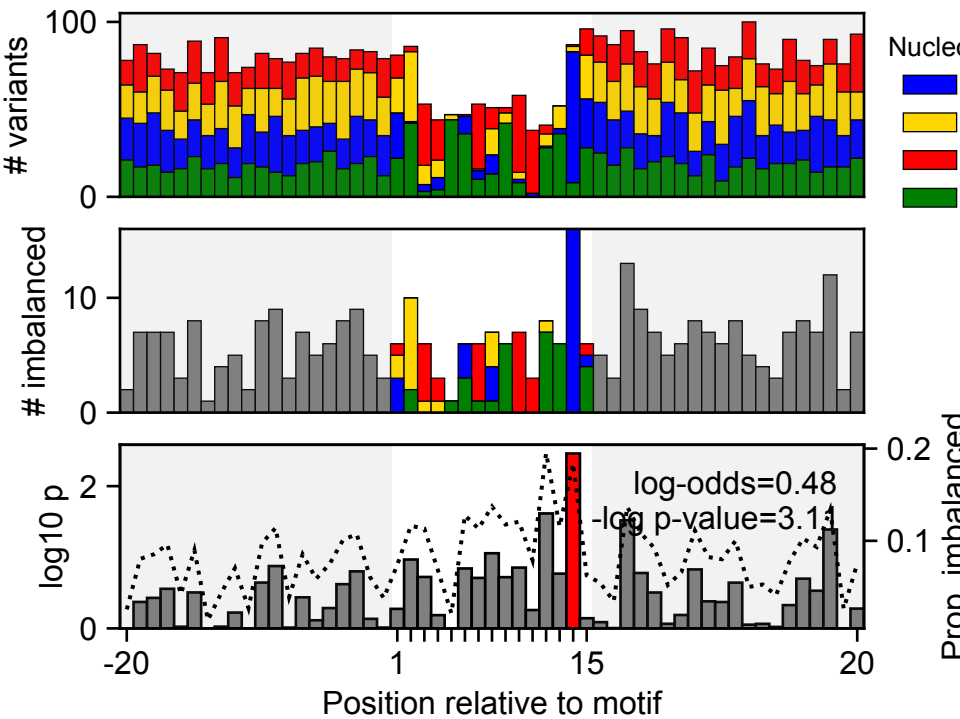 100
0
# variants
Nuclec
10
0
# imbalanced
2
0
log10 p
log-odds=0.48
-log p-value=3.11
0.2
0.1
Prop. imbalanced
-20
1
15
20
Position relative to motif